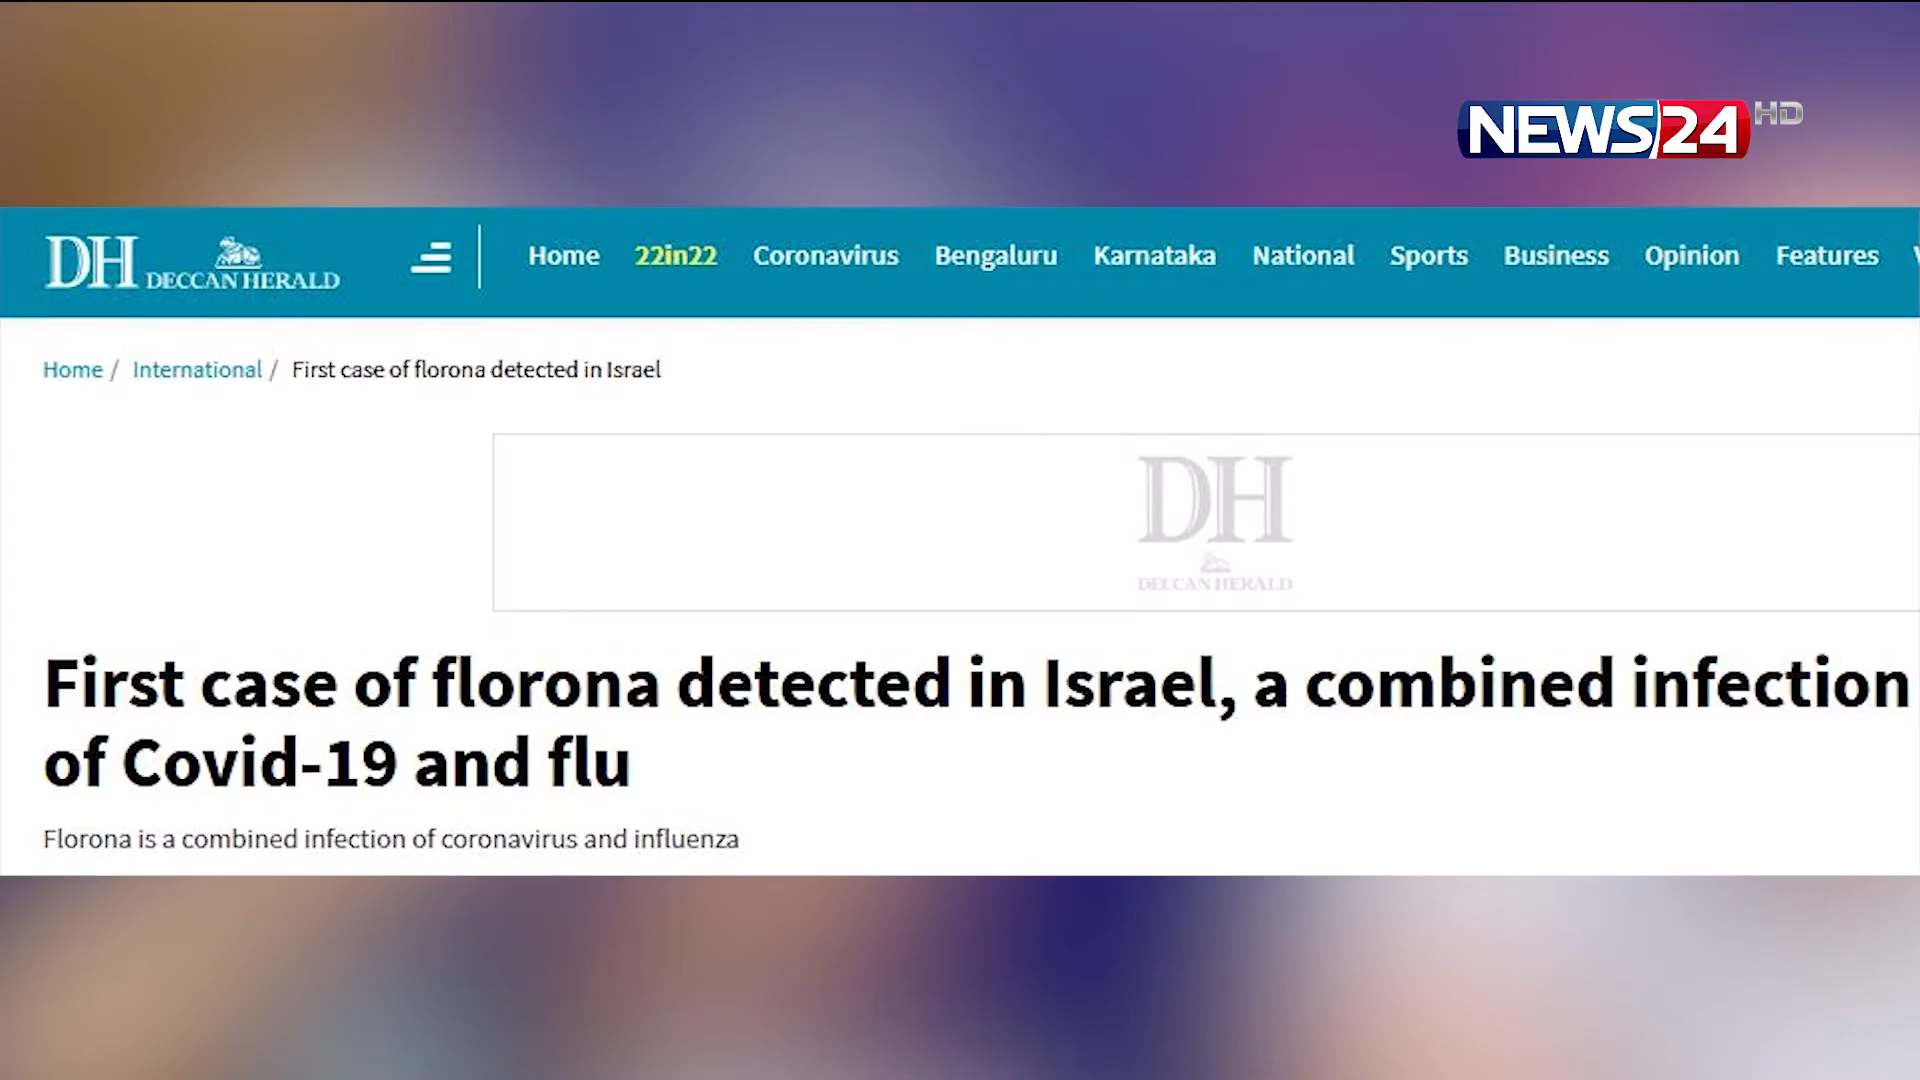 NEWS24 HD
DH DECCAN HERALD
Home 22in22 Coronavirus Bengaluru Karnataka National Sports Business Opinion Features
Home / International / First case of florona detected in Israel
DH
DECCAN HERALD
First case of florona detected in Israel, a combined infection
of Covid-19 and flu
Florona is a combined infection of coronavirus and influenza